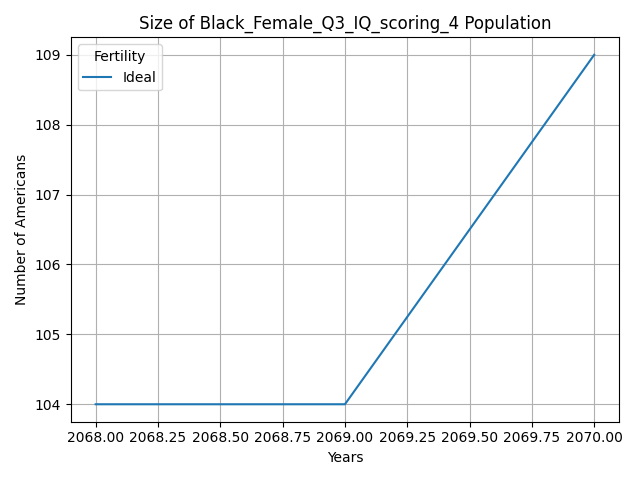 Size of Black_Female_Q3_IQ_scoring_4 Population
Fertility
Ideal
109
108
107
106
105
104
Number of Americans
2068.00 2068.25 2068.50 2068.75 2069.00 2069.25 2069.50 2069.75 2070.00
Years